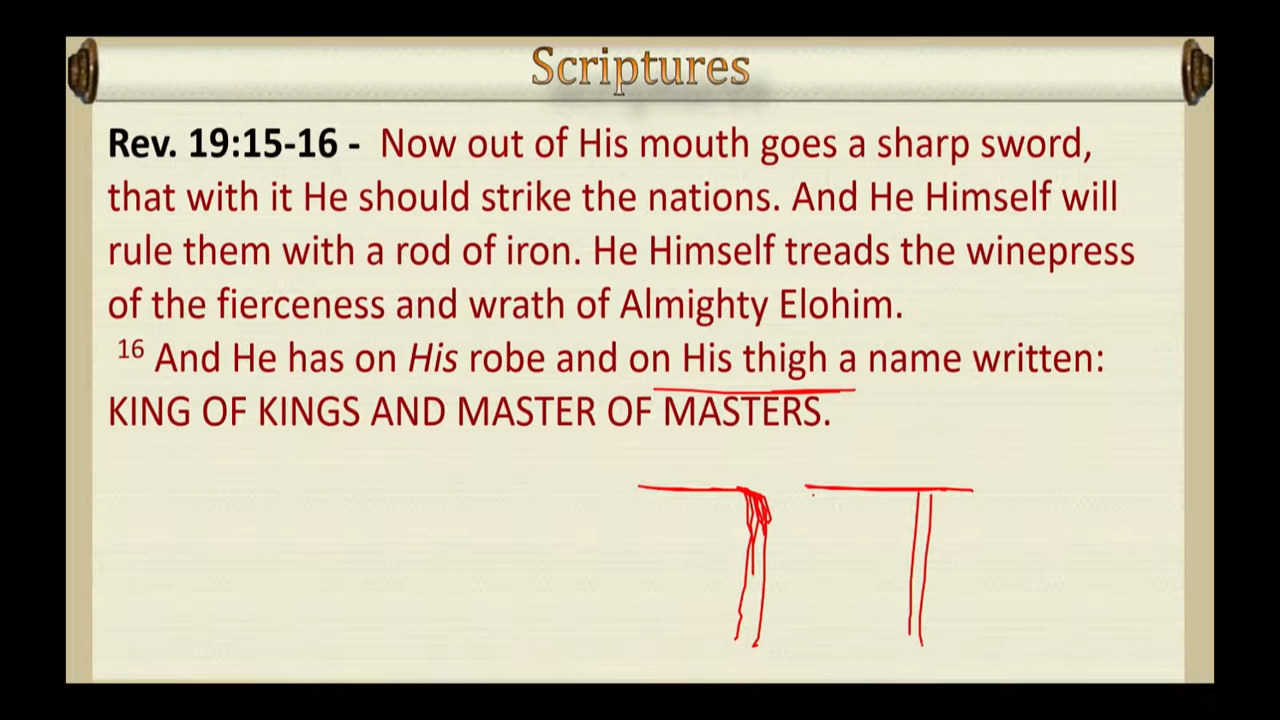 Scriptures
Rev. 19:15-16 - Now out of His mouth goes a sharp sword,
that with it He should strike the nations. And He Himself will
rule them with a rod of iron. He Himself treads the winepress
of the fierceness and wrath of Almighty Elohim.
16 And He has on His robe and on His thigh a name written:
KING OF KINGS AND MASTER OF MASTERS.
ר ד